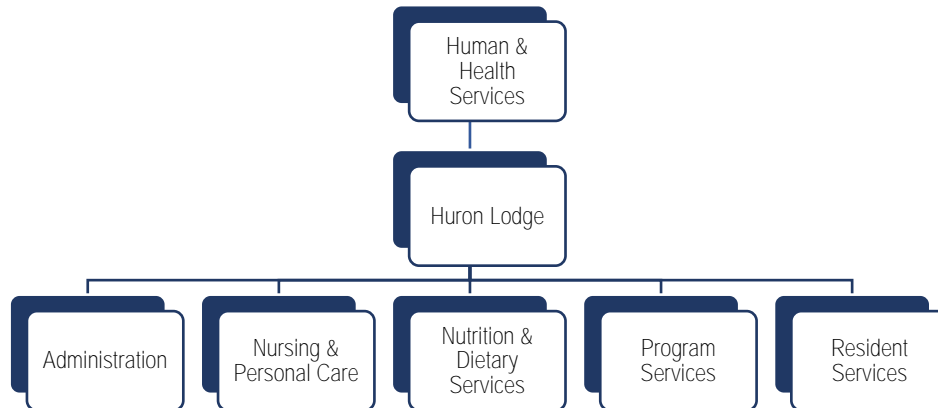 Human &
Health
Services
Huron Lodge
Administration
Nursing &
Personal Care
Nutrition &
Dietary
Services
Program
Services
Resident
Services